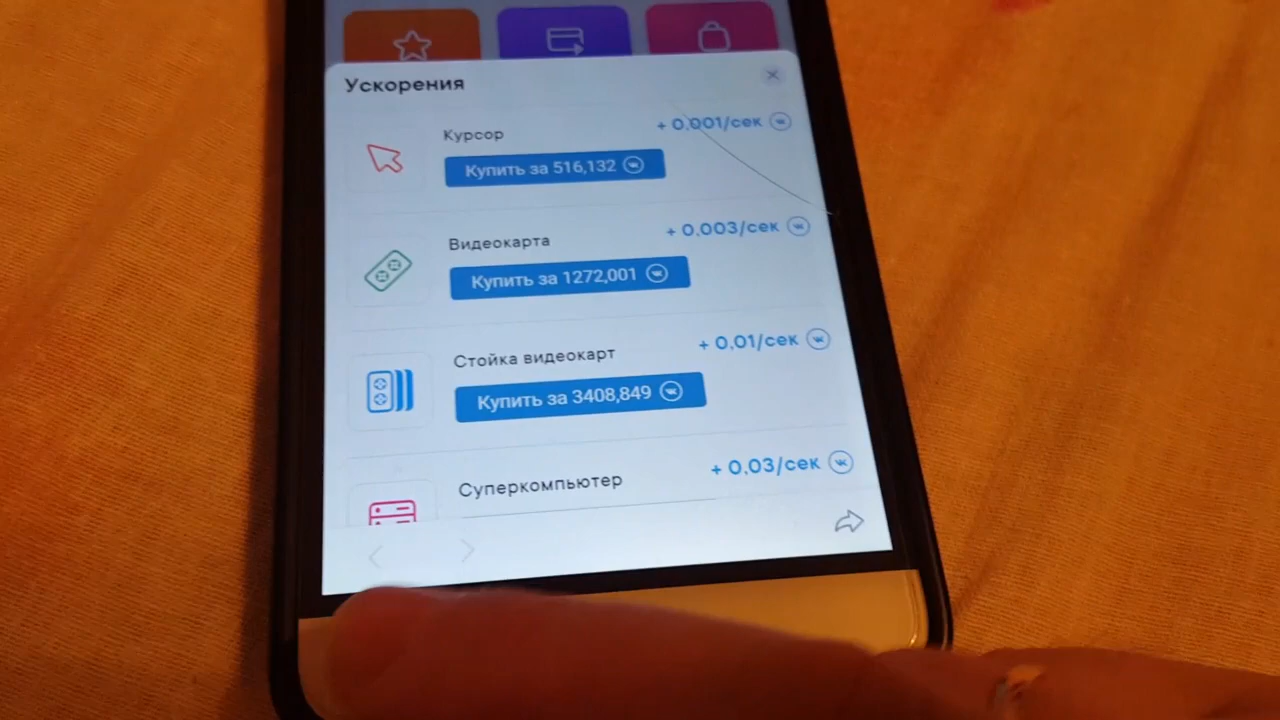 Ускорения
Курсор
+ 0,001/сек
Купить за 516,132
Видеокарта
+ 0,003/сек
Купить за 1272,001
Стойка видеокарт
+ 0,01/сек
Купить за 3408,849
Суперкомпьютер
+ 0,03/сек